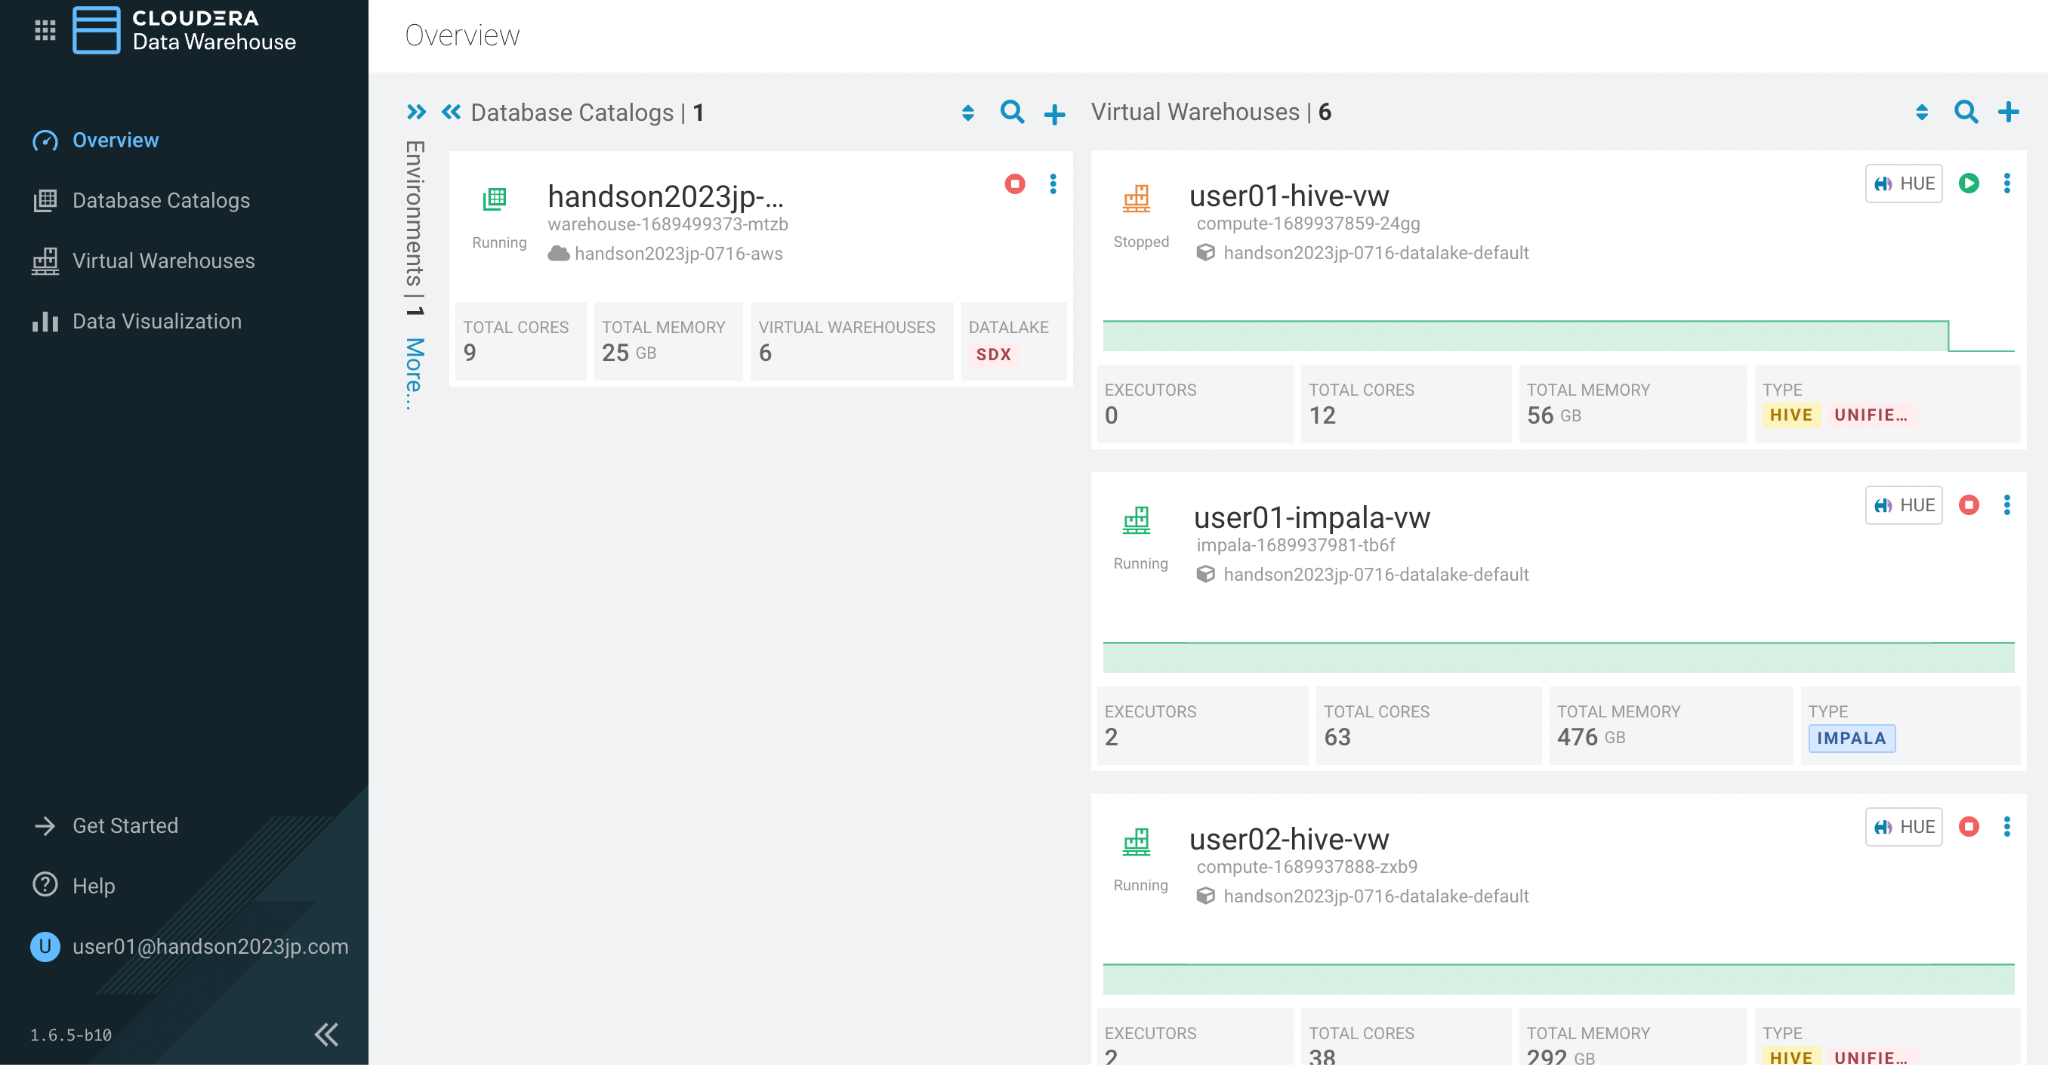 CLOUDERA
Data Warehouse
Overview
Database Catalogs
Virtual Warehouses
Data Visualization
Get Started
Help
U user01@handson2023jp.com
1.6.5-b10
Overview
Environments | 1 More...
Database Catalogs | 1
handson2023jp-...
warehouse-1689499373-mtzb
Running
handson2023jp-0716-aws
TOTAL CORES
9
TOTAL MEMORY
25 GB
VIRTUAL WAREHOUSES
6
DATALAKE
SDX
Virtual Warehouses | 6
user01-hive-vw
HUE
compute-1689937859-24gg
Stopped
handson2023jp-0716-datalake-default
EXECUTORS
0
TOTAL CORES
12
TOTAL MEMORY
56 GB
TYPE
HIVE UNIFIE...
user01-impala-vw
HUE
impala-1689937981-tb6f
Running
handson2023jp-0716-datalake-default
EXECUTORS
2
TOTAL CORES
63
TOTAL MEMORY
476 GB
TYPE
IMPALA
user02-hive-vw
HUE
compute-1689937888-zxb9
Running
handson2023jp-0716-datalake-default
EXECUTORS
2
TOTAL CORES
38
TOTAL MEMORY
292 GB
TYPE
HIVE UNIFIE...